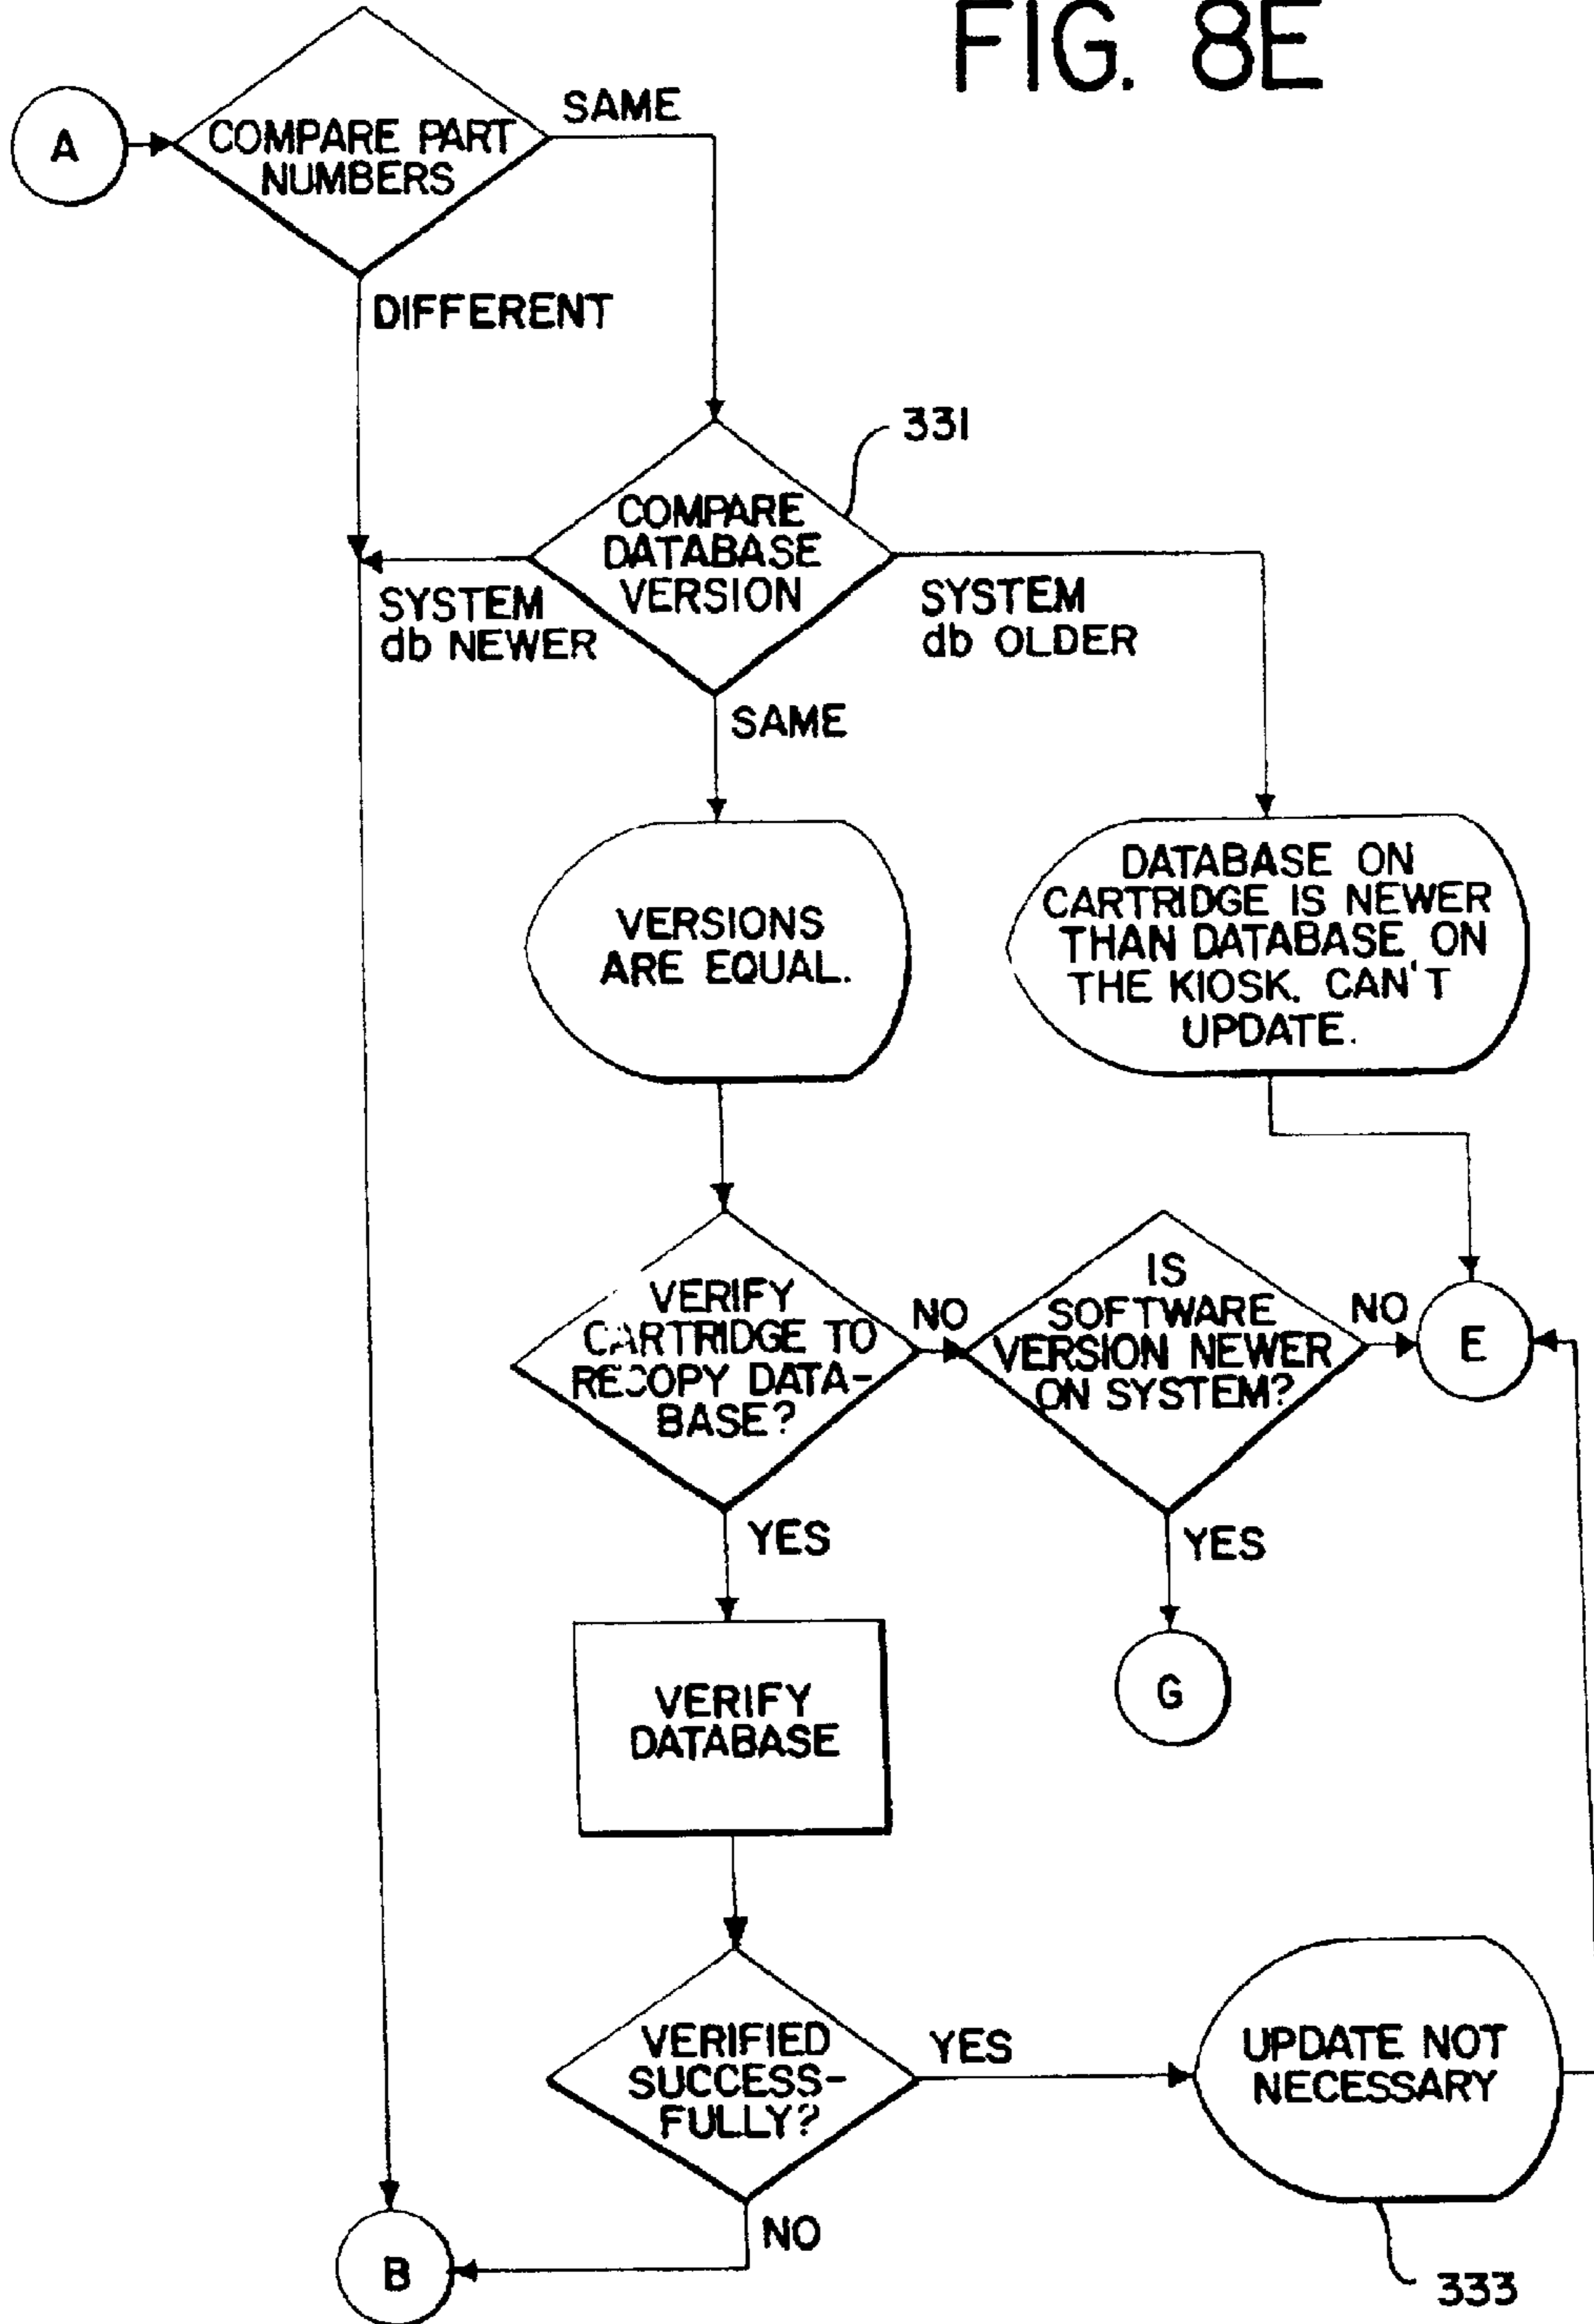 FIG. 8E
A
COMPARE PART
NUMBERS
SAME
DIFFERENT
331
COMPARE
DATABASE
VERSION
SYSTEM
db NEWER
SYSTEM
db OLDER
SAME
VERSIONS
ARE EQUAL.
DATABASE ON
CARTRIDGE IS NEWER
THAN DATABASE ON
THE KIOSK. CAN'T
UPDATE.
VERIFY
CARTRIDGE TO
RECOPY DATA-
BASE?
NO
IS
SOFTWARE
VERSION NEWER
ON SYSTEM?
NO
E
YES
YES
G
VERIFY
DATABASE
VERIFIED
SUCCESS-
FULLY?
YES
UPDATE NOT
NECESSARY
NO
B
333